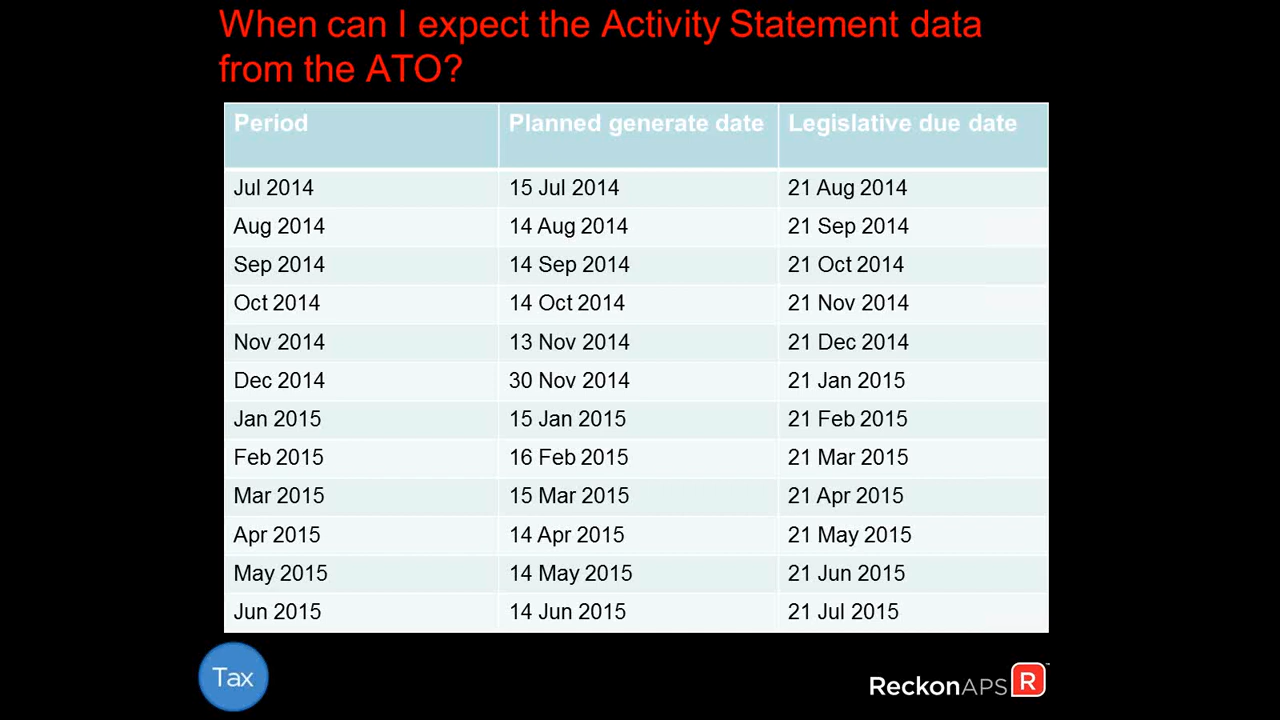 When can I expect the Activity Statement data
from the ATO?
Period Planned generate date Legislative due date
Jul 2014 15 Jul 2014 21 Aug 2014
Aug 2014 14 Aug 2014 21 Sep 2014
Sep 2014 14 Sep 2014 21 Oct 2014
Oct 2014 14 Oct 2014 21 Nov 2014
Nov 2014 13 Nov 2014 21 Dec 2014
Dec 2014 30 Nov 2014 21 Jan 2015
Jan 2015 15 Jan 2015 21 Feb 2015
Feb 2015 16 Feb 2015 21 Mar 2015
Mar 2015 15 Mar 2015 21 Apr 2015
Apr 2015 14 Apr 2015 21 May 2015
May 2015 14 May 2015 21 Jun 2015
Jun 2015 14 Jun 2015 21 Jul 2015
Tax
ReckonAPS R